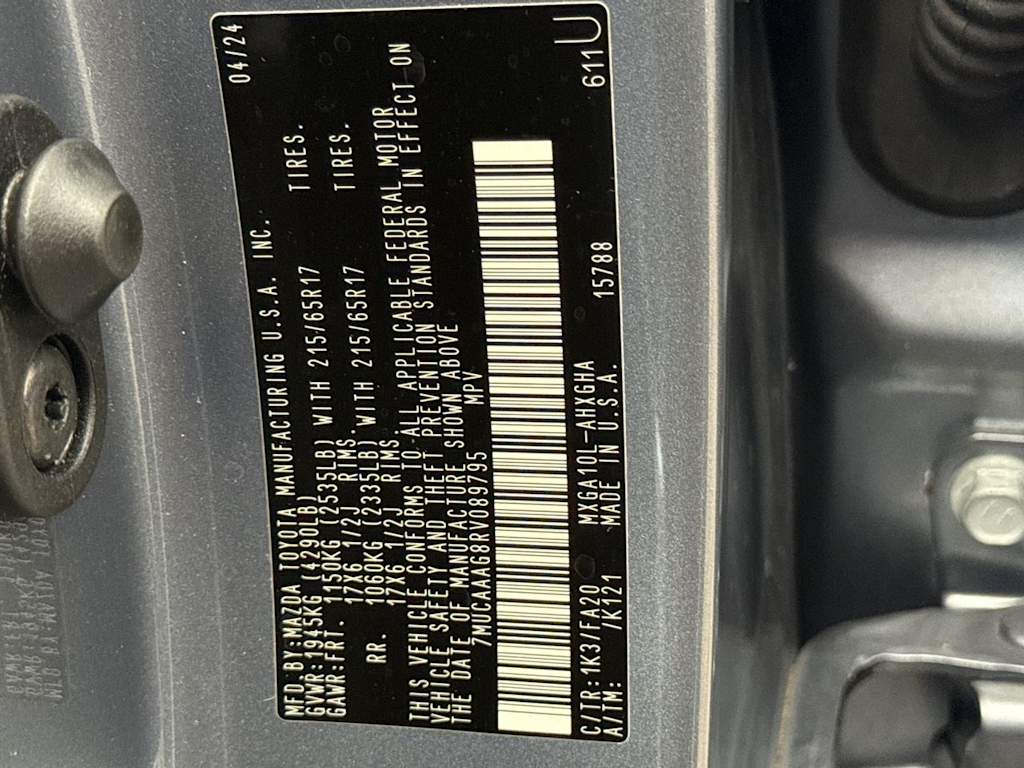 MFD.BY:MAZDA TOYOTA MANUFACTURING U.S.A. INC. 04/24
GVWR:1945KG (4290LB)
GAWR:FRT. 1150KG (2535LB) WITH 215/65R17 TIRES.
17X6 1/2J RIMS
RR. 1060KG (2335LB) WITH 215/65R17 TIRES.
17X6 1/2J RIMS
THIS VEHICLE CONFORMS TO ALL APPLICABLE FEDERAL MOTOR
VEHICLE SAFETY AND THEFT PREVENTION STANDARDS IN EFFECT ON
THE DATE OF MANUFACTURE SHOWN ABOVE
7MUCAAAG8RV089795 MPV
C/TR:1K3/FA20 MXGA10L-AHXGHA 15788 611U
A/TM: /K121 MADE IN U.S.A.